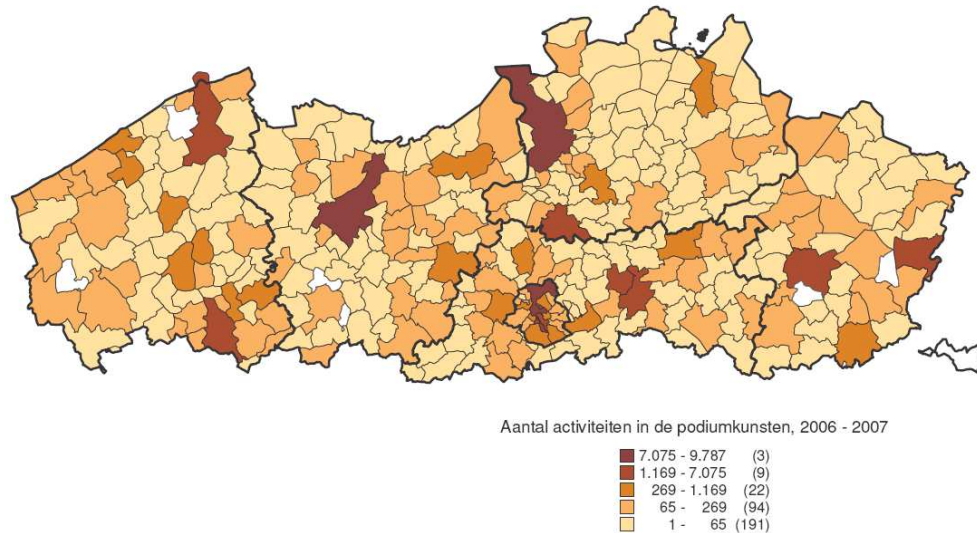 Aantal activiteiten in de podiumkunsten, 2006 - 2007
7.075 - 9.787 (3)
1.169 - 7.075 (9)
269 - 1.169 (22)
65 - 269 (94)
1 - 65 (191)